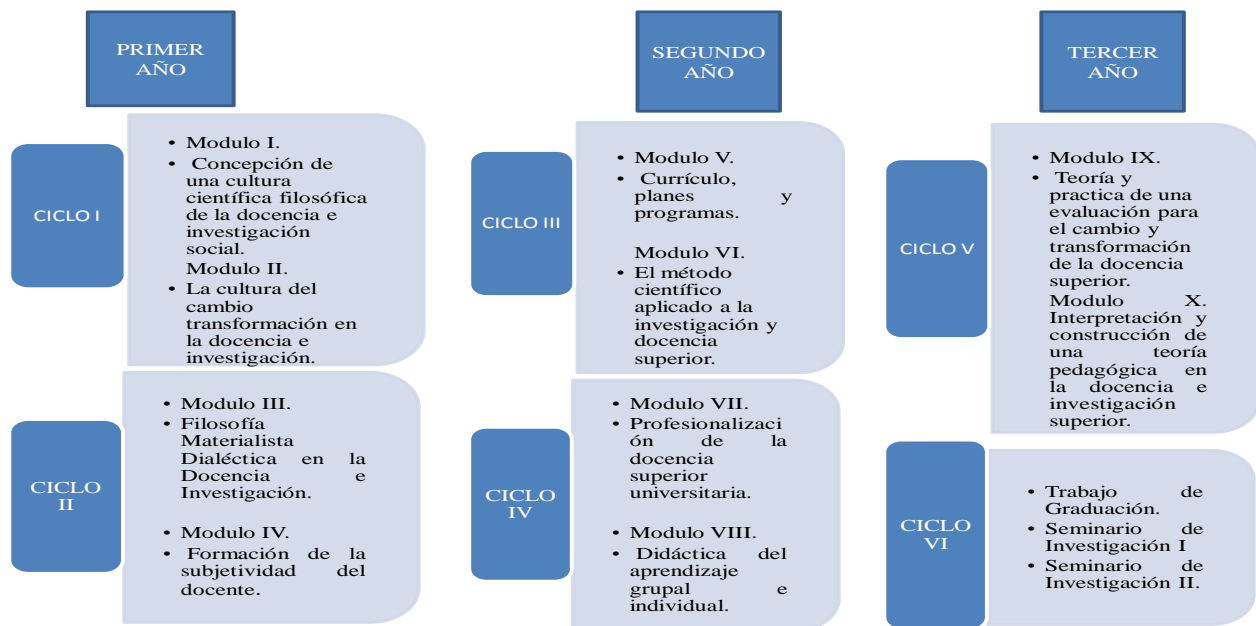 PRIMER
AÑO
CICLO I
• Modulo I.
• Concepción de
una cultura
científica filosófica
de la docencia e
investigación
social.
Modulo II.
• La cultura del
cambio
transformación en
la docencia e
investigación.
CICLO
II
• Modulo III.
• Filosofía
Materialista
Dialéctica en la
Docencia e
Investigación.
• Modulo IV.
• Formación de la
subjetividad del
docente.
SEGUNDO
AÑO
CICLO III
• Modulo V.
• Currículo,
planes y
programas.
Modulo VI.
• El método
científico
aplicado a la
investigación y
docencia
superior.
CICLO
IV
• Modulo VII.
• Profesionalizaci
ón de la
docencia
superior
universitaria.
• Modulo VIII.
• Didáctica del
aprendizaje
grupal e
individual.
TERCER
AÑO
CICLO V
• Modulo IX.
• Teoría y
practica de una
evaluación para
el cambio y
transformación
de la docencia
superior.
Modulo X.
Interpretación y
construcción de
una teoría
pedagógica en
la docencia e
investigación
superior.
CICLO
VI
• Trabajo de
Graduación.
• Seminario de
Investigación I
• Seminario de
Investigación II.